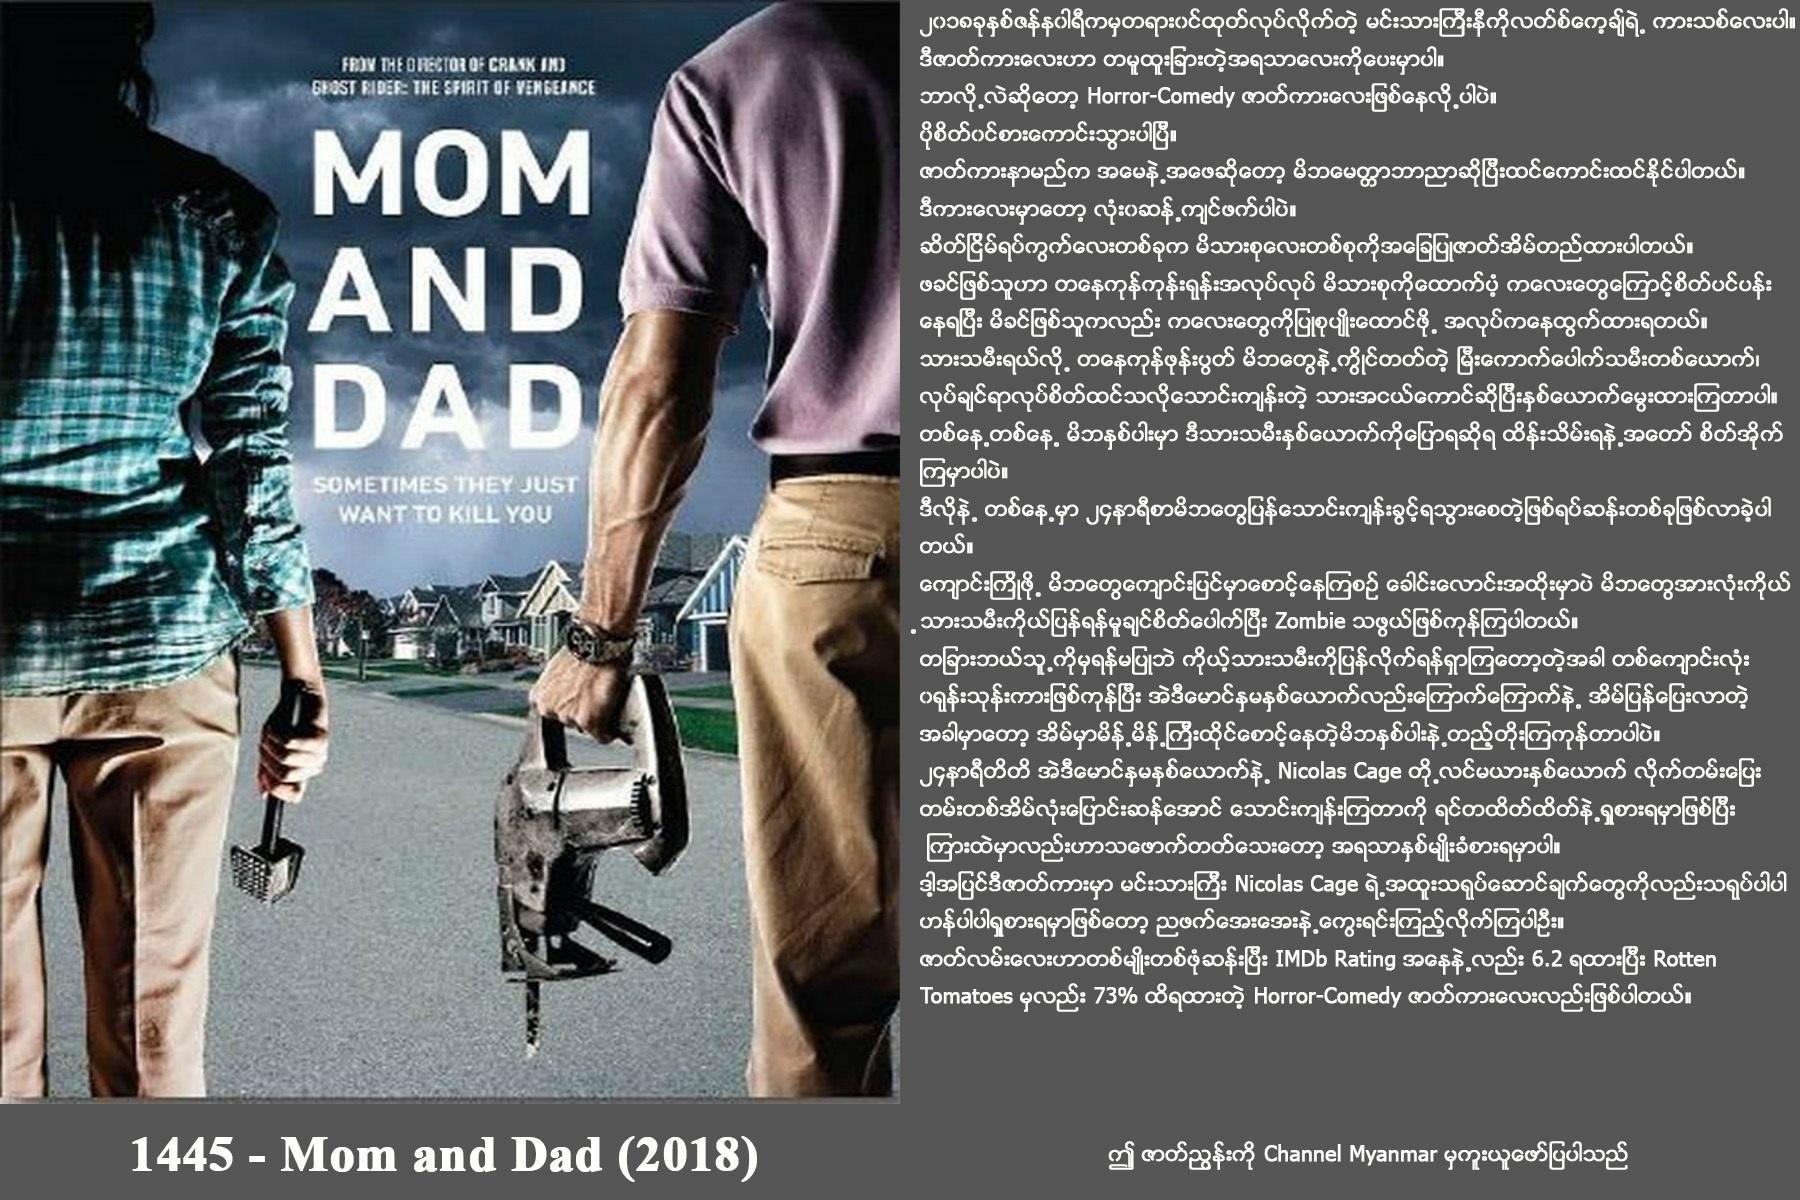 FROM THE DIRECTOR OF CRANK AND
GHOST RIDER: THE SPIRIT OF VENGEANCE
MOM
AND
DAD
SOMETIMES THEY JUST
WANT TO KILL YOU
1445 - Mom and Dad (2018)
၂၀၁၈ခုနှစ်ဇန်နဝါရီကမှတရားဝင်ထုတ်လုပ်လိုက်တဲ့ မင်းသားကြီးနီကိုလတ်စ်ကေ့ချ်ရဲ့ ကားသစ်လေးပါ။
ဒီဇာတ်ကားလေးဟာ တမူထူးခြားတဲ့အရသာလေးကိုပေးမှာပါ။
ဘာလို့လဲဆိုတော့ Horror-Comedy ဇာတ်ကားလေးဖြစ်နေလို့ပါပဲ။
ပိုစိတ်ဝင်စားကောင်းသွားပါပြီ။
ဇာတ်ကားနာမည်က အမေနဲ့အဖေဆိုတော့ မိဘမေတ္တာဘာညာဆိုပြီးထင်ကောင်းထင်နိုင်ပါတယ်။
ဒီကားလေးမှာတော့ လုံးဝဆန့်ကျင်ဖက်ပါပဲ။
ဆိတ်ငြိမ်ရပ်ကွက်လေးတစ်ခုက မိသားစုလေးတစ်စုကိုအခြေပြုဇာတ်အိမ်တည်ထားပါတယ်။
ဖခင်ဖြစ်သူဟာ တနေကုန်ကုန်းရုန်းအလုပ်လုပ် မိသားစုကိုထောက်ပံ့ ကလေးတွေကြောင့်စိတ်ပင်ပန်း
နေရပြီး မိခင်ဖြစ်သူကလည်း ကလေးတွေကိုပြုစုပျိုးထောင်ဖို့ အလုပ်ကနေထွက်ထားရတယ်။
သားသမီးရယ်လို့ တနေကုန်ဖုန်းပွတ် မိဘတွေနဲ့ကွိုင်တတ်တဲ့ မြီးကောက်ပေါက်သမီးတစ်ယောက်၊
လုပ်ချင်ရာလုပ်စိတ်ထင်သလိုသောင်းကျန်းတဲ့ သားအငယ်ကောင်ဆိုပြီးနှစ်ယောက်မွေးထားကြတာပါ။
တစ်နေ့တစ်နေ့ မိဘနှစ်ပါးမှာ ဒီသားသမီးနှစ်ယောက်ကိုပြောရဆိုရ ထိန်းသိမ်းရနဲ့အတော် စိတ်အိုက်
ကြမှာပါပဲ။
ဒီလိုနဲ့ တစ်နေ့မှာ ၂၄နာရီစာမိဘတွေပြန်သောင်းကျန်းခွင့်ရသွားစေတဲ့ဖြစ်ရပ်ဆန်းတစ်ခုဖြစ်လာခဲ့ပါ
တယ်။
ကျောင်းကြိုဖို့ မိဘတွေကျောင်းပြင်မှာစောင့်နေကြစဉ် ခေါင်းလောင်းအထိုးမှာပဲ မိဘတွေအားလုံးကိုယ်
့သားသမီးကိုယ်ပြန်ရန်မူချင်စိတ်ပေါက်ပြီး Zombie သဖွယ်ဖြစ်ကုန်ကြပါတယ်။
တခြားဘယ်သူ့ကိုမှရန်မပြုဘဲ ကိုယ့်သားသမီးကိုပြန်လိုက်ရန်ရှာကြတော့တဲ့အခါ တစ်ကျောင်းလုံး
ဝရုန်းသုန်းကားဖြစ်ကုန်ပြီး အဲဒီမောင်နှမနှစ်ယောက်လည်းကြောက်ကြောက်နဲ့ အိမ်ပြန်ပြေးလာတဲ့
အခါမှာတော့ အိမ်မှာမိန့်မိန့်ကြီးထိုင်စောင့်နေတဲ့မိဘနှစ်ပါးနဲ့တည့်တိုးကြကုန်တာပါပဲ။
၂၄နာရီတိတိ အဲဒီမောင်နှမနှစ်ယောက်နဲ့ Nicolas Cage တို့လင်မယားနှစ်ယောက် လိုက်တမ်းပြေး
တမ်းတစ်အိမ်လုံးပြောင်းဆန်အောင် သောင်းကျန်းကြတာကို ရင်တထိတ်ထိတ်နဲ့ရှုစားရမှာဖြစ်ပြီး
ကြားထဲမှာလည်းဟာသဖောက်တတ်သေးတော့ အရသာနှစ်မျိုးခံစားရမှာပါ။
ဒါ့အပြင်ဒီဇာတ်ကားမှာ မင်းသားကြီး Nicolas Cage ရဲ့အထူးသရုပ်ဆောင်ချက်တွေကိုလည်းသရုပ်ပါပါ
ဟန်ပါပါရှုစားရမှာဖြစ်တော့ ညဖက်အေးအေးနဲ့ကွေးရင်းကြည့်လိုက်ကြပါဦး။
ဇာတ်လမ်းလေးဟာတစ်မျိုးတစ်ဖုံဆန်းပြီး IMDb Rating အနေနဲ့လည်း 6.2 ရထားပြီး Rotten
Tomatoes မှလည်း 73% ထိရထားတဲ့ Horror-Comedy ဇာတ်ကားလေးလည်းဖြစ်ပါတယ်။
ဤ ဇာတ်ညွှန်းကို Channel Myanmar မှကူးယူဖော်ပြပါသည်